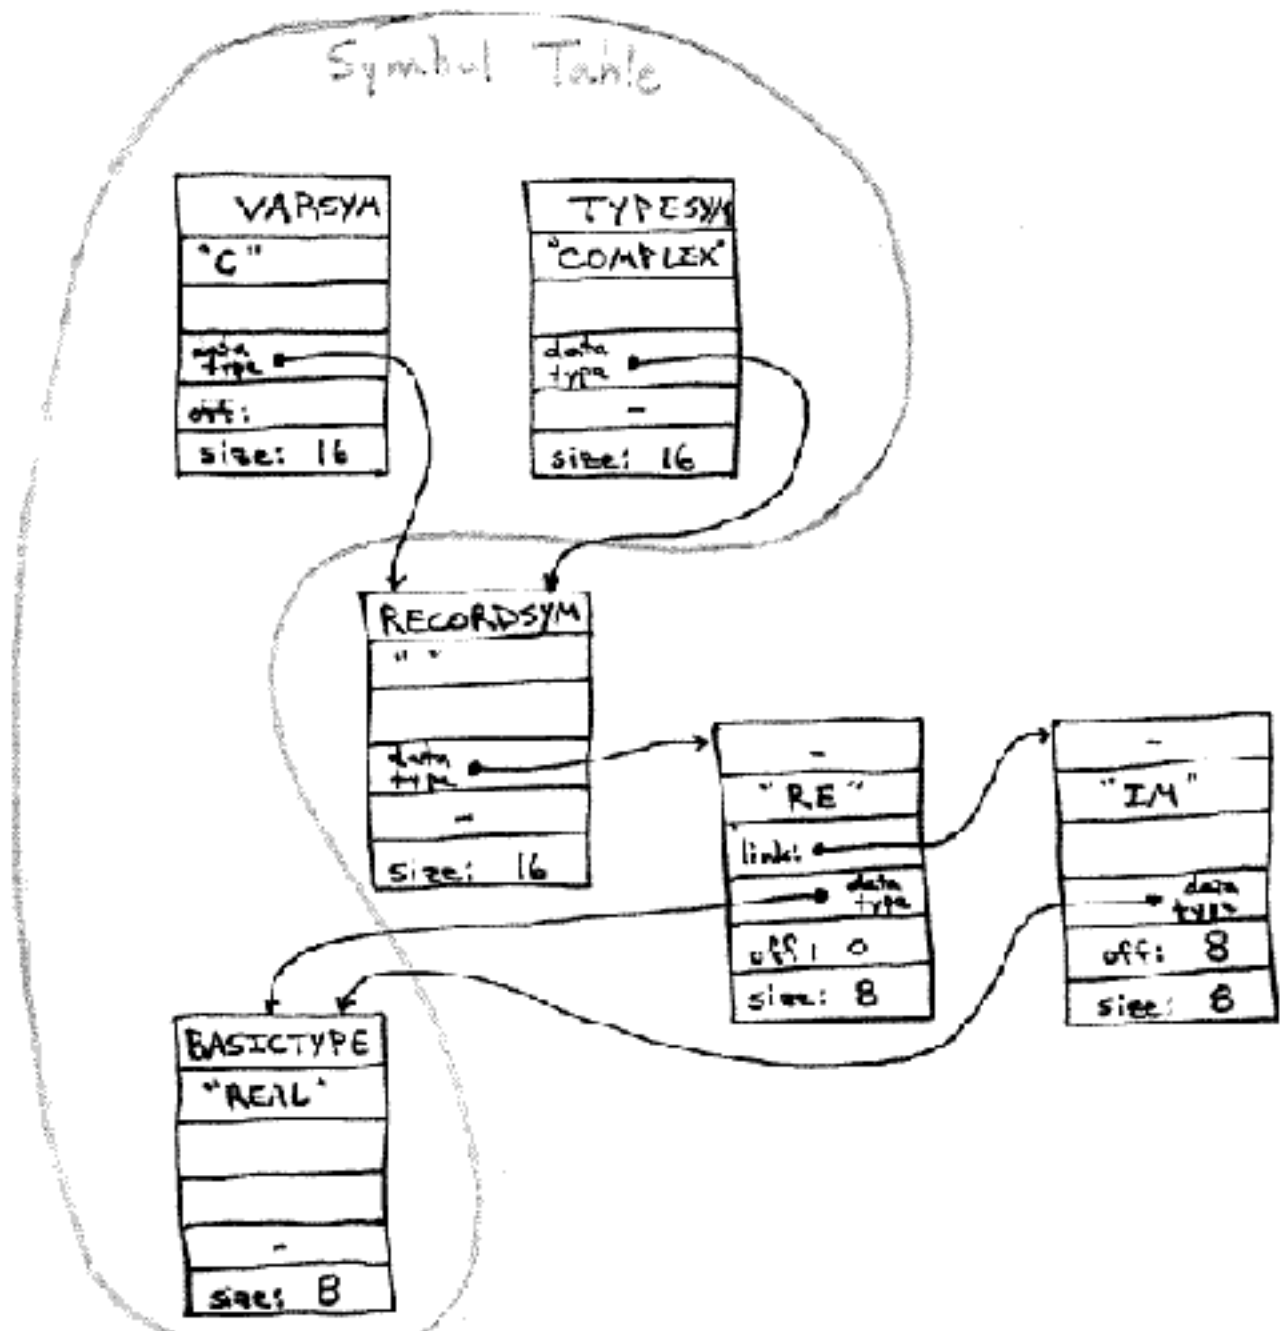 Symbol Table
VARSYM
"C"
data
type
off:
size: 16
TYPESYM
"COMPLEX"
data
type
-
size: 16
RECORDSYM
" "
data
type
-
size: 16
-
"RE"
link:
data
type
off: 0
size: 8
-
"IM"
data
type
off: 8
size: 8
BASICTYPE
"REAL"
-
size: 8